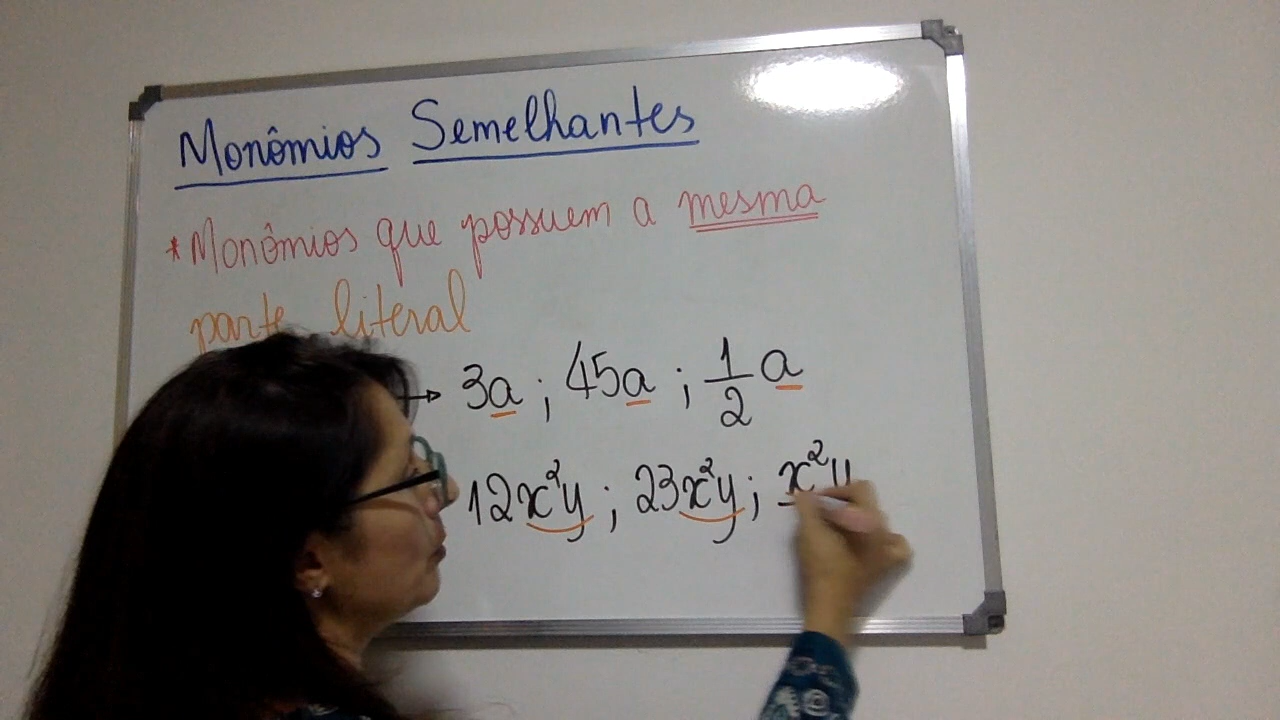 Monômios Semelhantes
* Monômios que possuem a mesma
parte literal
→ 3a ; 45a ; 1/2 a
12x²y ; 23x²y ; x²y